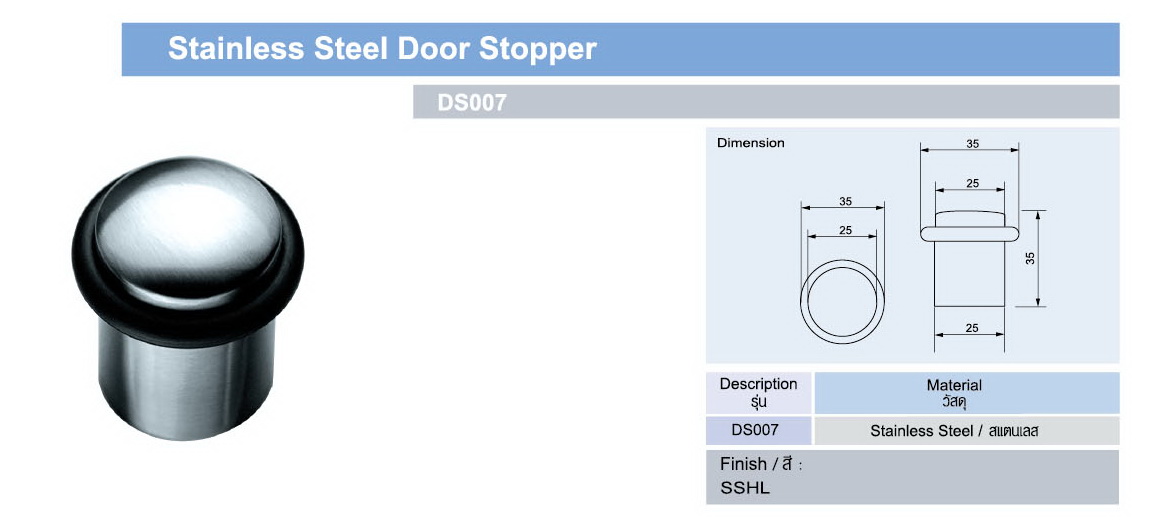 Stainless Steel Door Stopper
DS007
Dimension
35
25
35
25
35
25
Description
รุ่น
Material
วัสดุ
DS007
Stainless Steel / สแตนเลส
Finish / สี :
SSHL